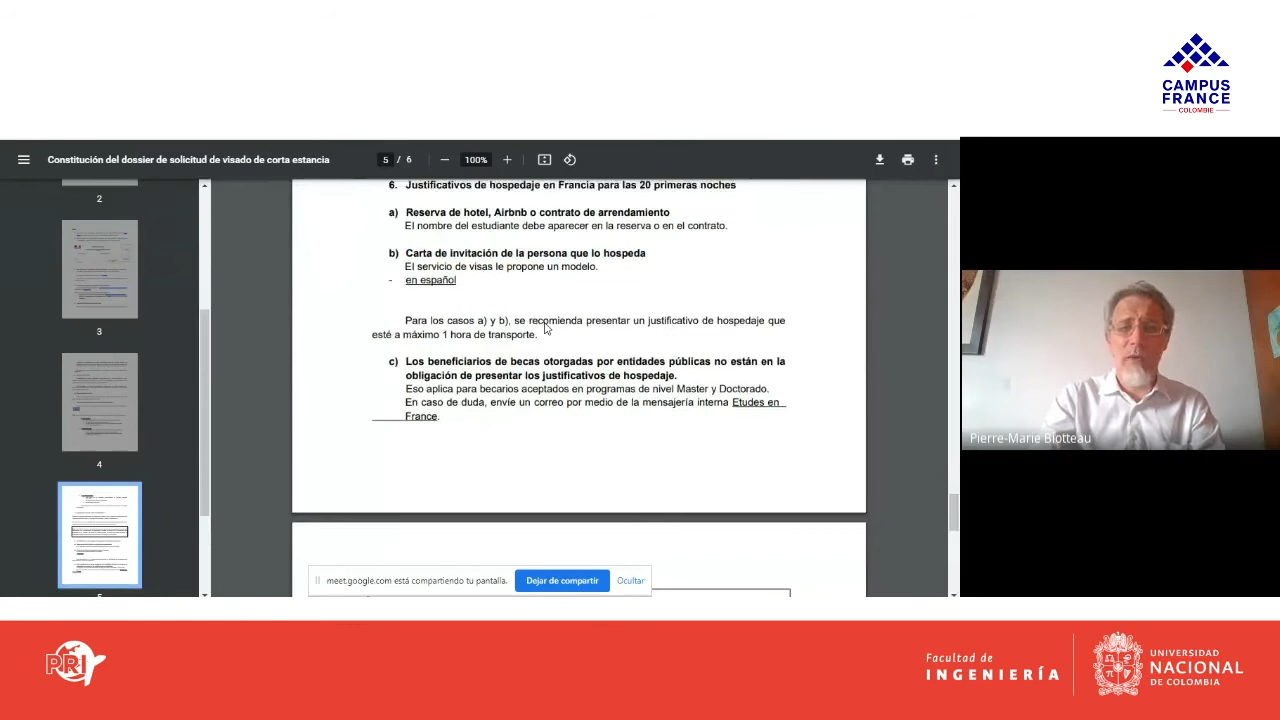 CAMPUS
FRANCE
COLOMBIE
Constitución del dossier de solicitud de visado de corta estancia
5 / 6
100%
2
3
4
6. Justificativos de hospedaje en Francia para las 20 primeras noches
a) Reserva de hotel, Airbnb o contrato de arrendamiento
El nombre del estudiante debe aparecer en la reserva o en el contrato.
b) Carta de invitación de la persona que lo hospeda
El servicio de visas le propone un modelo.
- en español
Para los casos a) y b), se recomienda presentar un justificativo de hospedaje que
esté a máximo 1 hora de transporte.
c) Los beneficiarios de becas otorgadas por entidades públicas no están en la
obligación de presentar los justificativos de hospedaje.
Eso aplica para becarios aceptados en programas de nivel Master y Doctorado.
En caso de duda, envíe un correo por medio de la mensajería interna Etudes en
France.
meet.google.com está compartiendo tu pantalla.
Dejar de compartir
Ocultar
Pierre-Marie Biotteau
PRI
Facultad de
INGENIERÍA
UNIVERSIDAD
NACIONAL
DE COLOMBIA